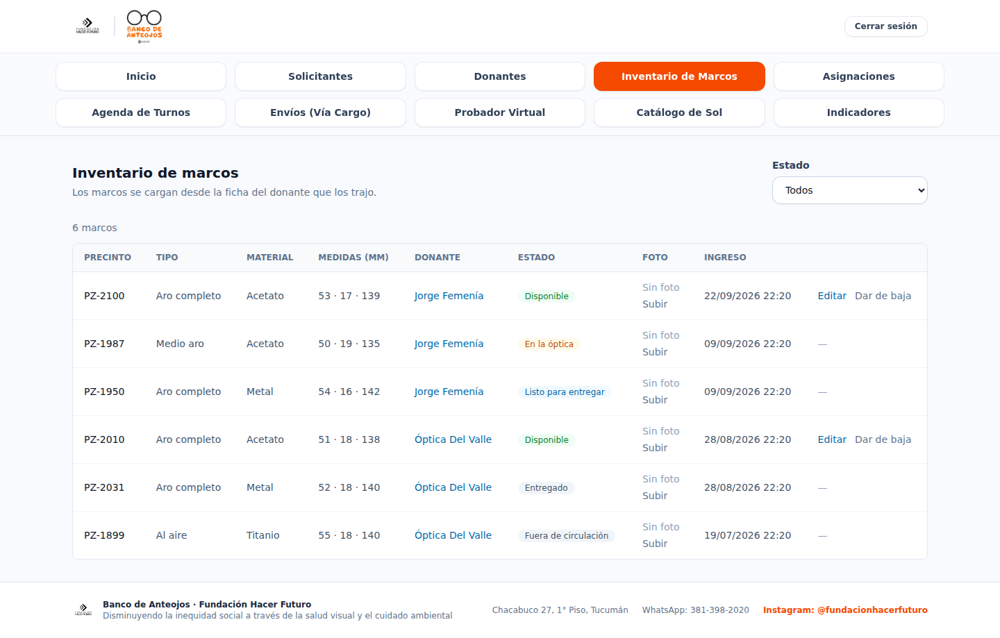 FUNDACIÓN
HACER FUTURO
BANCO DE
ANTEOJOS
Cerrar sesión
Inicio
Solicitantes
Donantes
Inventario de Marcos
Asignaciones
Agenda de Turnos
Envíos (Vía Cargo)
Probador Virtual
Catálogo de Sol
Indicadores
Inventario de marcos
Los marcos se cargan desde la ficha del donante que los trajo.
Estado
Todos
6 marcos
PRECINTO TIPO MATERIAL MEDIDAS (MM) DONANTE ESTADO FOTO INGRESO
PZ-2100 Aro completo Acetato 53 · 17 · 139 Jorge Femenía Disponible Sin foto Subir 22/09/2026 22:20 Editar Dar de baja
PZ-1987 Medio aro Acetato 50 · 19 · 135 Jorge Femenía En la óptica Sin foto Subir 09/09/2026 22:20 —
PZ-1950 Aro completo Metal 54 · 16 · 142 Jorge Femenía Listo para entregar Sin foto Subir 09/09/2026 22:20 —
PZ-2010 Aro completo Acetato 51 · 18 · 138 Óptica Del Valle Disponible Sin foto Subir 28/08/2026 22:20 Editar Dar de baja
PZ-2031 Aro completo Metal 52 · 18 · 140 Óptica Del Valle Entregado Sin foto Subir 28/08/2026 22:20 —
PZ-1899 Al aire Titanio 55 · 18 · 140 Óptica Del Valle Fuera de circulación Sin foto Subir 19/07/2026 22:20 —
Banco de Anteojos · Fundación Hacer Futuro
Disminuyendo la inequidad social a través de la salud visual y el cuidado ambiental
Chacabuco 27, 1° Piso, Tucumán
WhatsApp: 381-398-2020
Instagram: @fundacionhacerfuturo